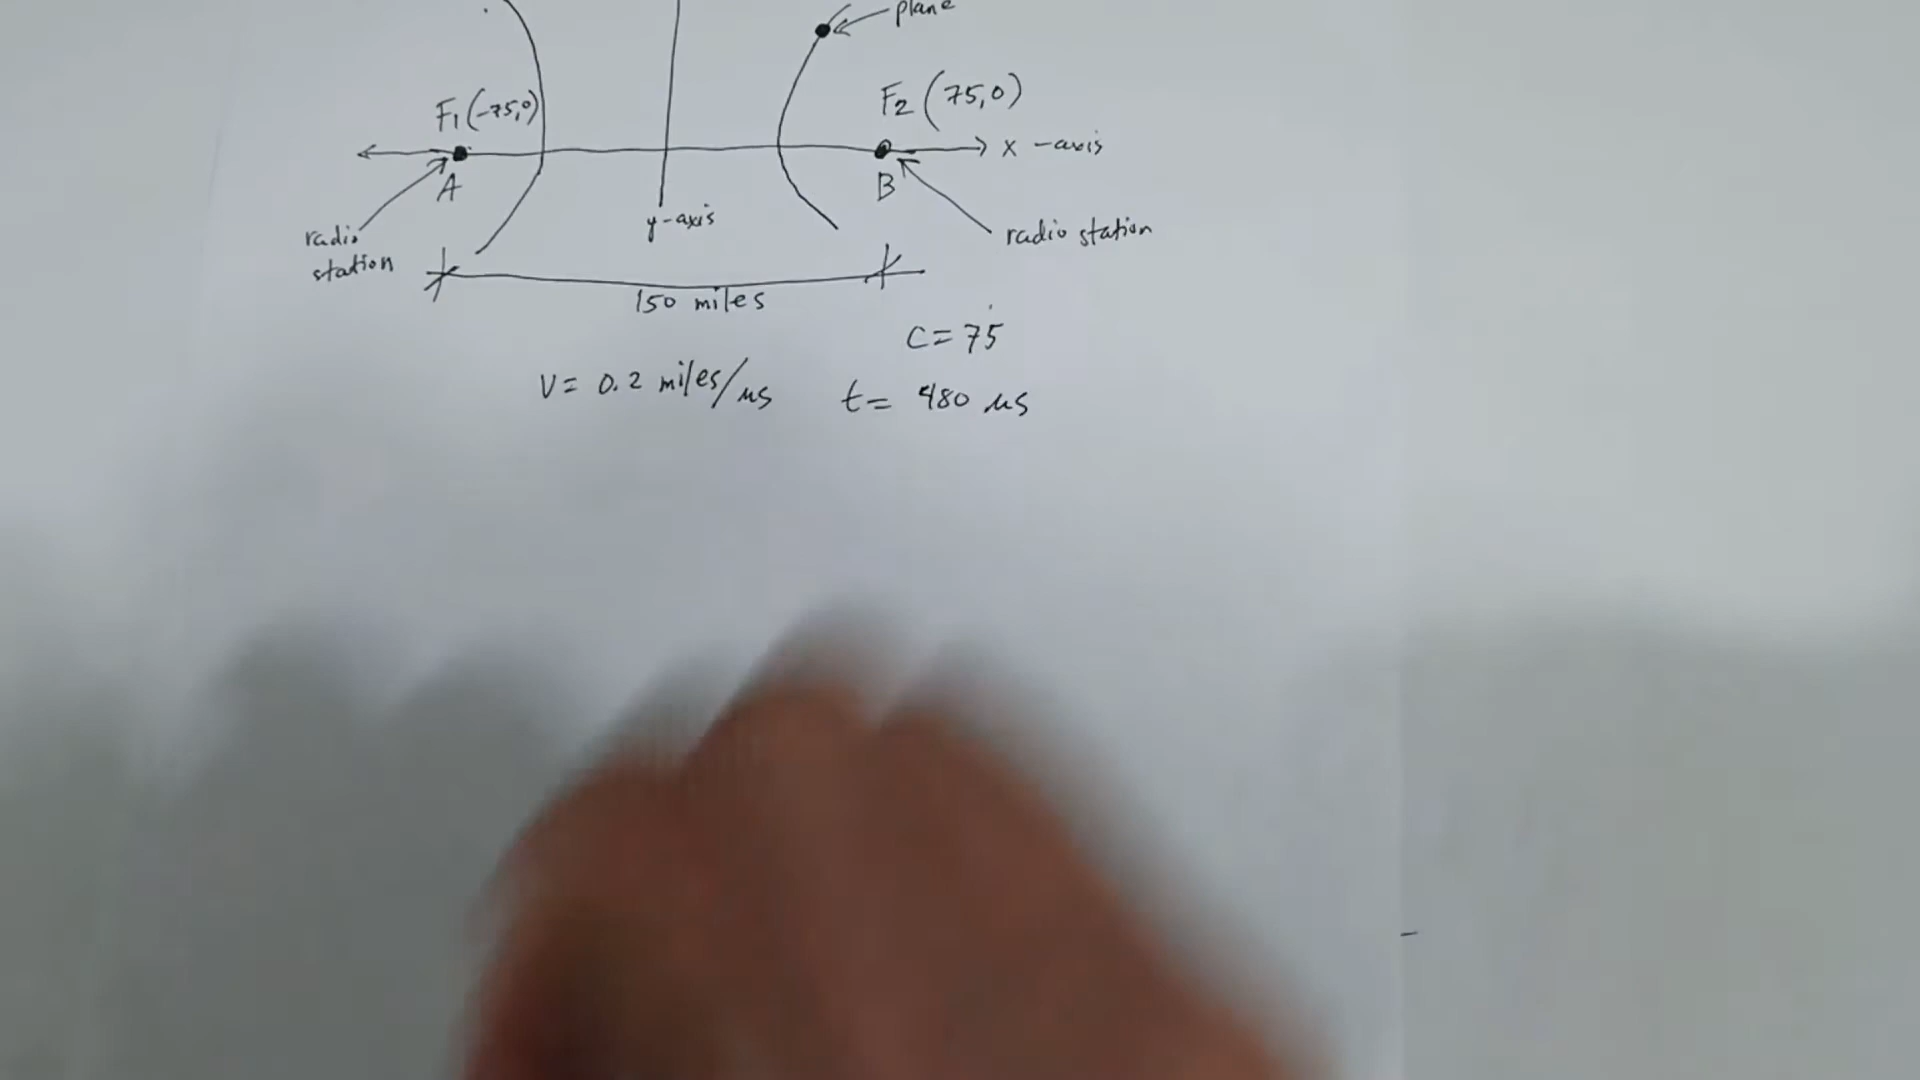 plane
F1(-75,0)
F2 (75,0)
x-axis
A
B
y-axis
radio
station
radio station
150 miles
C=75
V= 0.2 miles/μs
t= 480 μs